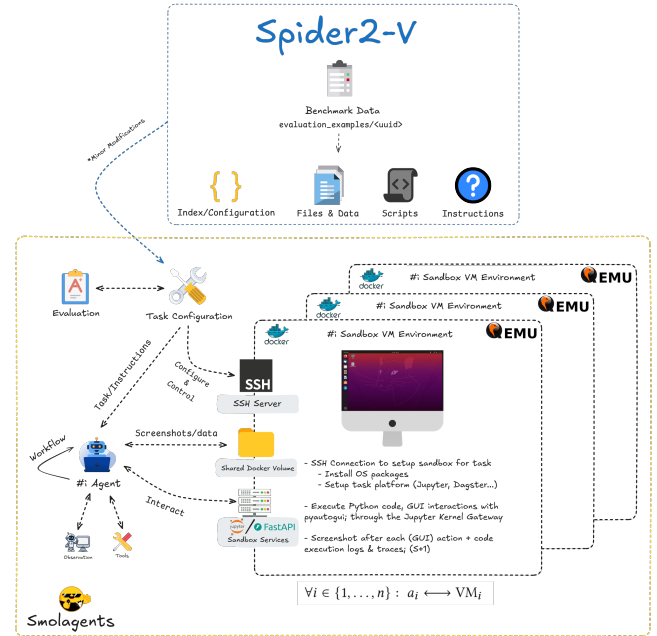 Spider2-V
Benchmark Data
evaluation_examples/<uuid>
{ }
Index/Configuration
Files & Data
Scripts
Instructions
*Minor Modifications
Evaluation
Task Configuration
docker
#i Sandbox VM Environment
QEMU
docker
#i Sandbox VM Environment
QEMU
docker
#i Sandbox VM Environment
QEMU
Task/Instructions
Configure
&
Control
SSH
SSH Server
Screenshots/data
Shared Docker Volume
Workflow
#i Agent
Interact
jupyter / FastAPI
Sandbox Services
Observation
Tools
- SSH Connection to setup sandbox for task
- Install OS packages
- Setup task platform (Jupyter, Dagster...)
- Execute Python code, GUI interactions with
pyautogui; through the Jupyter Kernel Gateway
- Screenshot after each (GUI) action + code
execution logs & traces; (S+1)
∀i ∈ {1, . . . , n} : aᵢ ⟷ VMᵢ
Smolagents